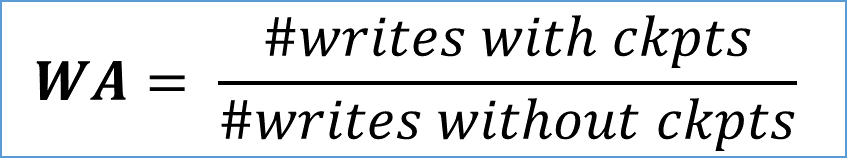 WA = #writes with ckpts
#writes without ckpts